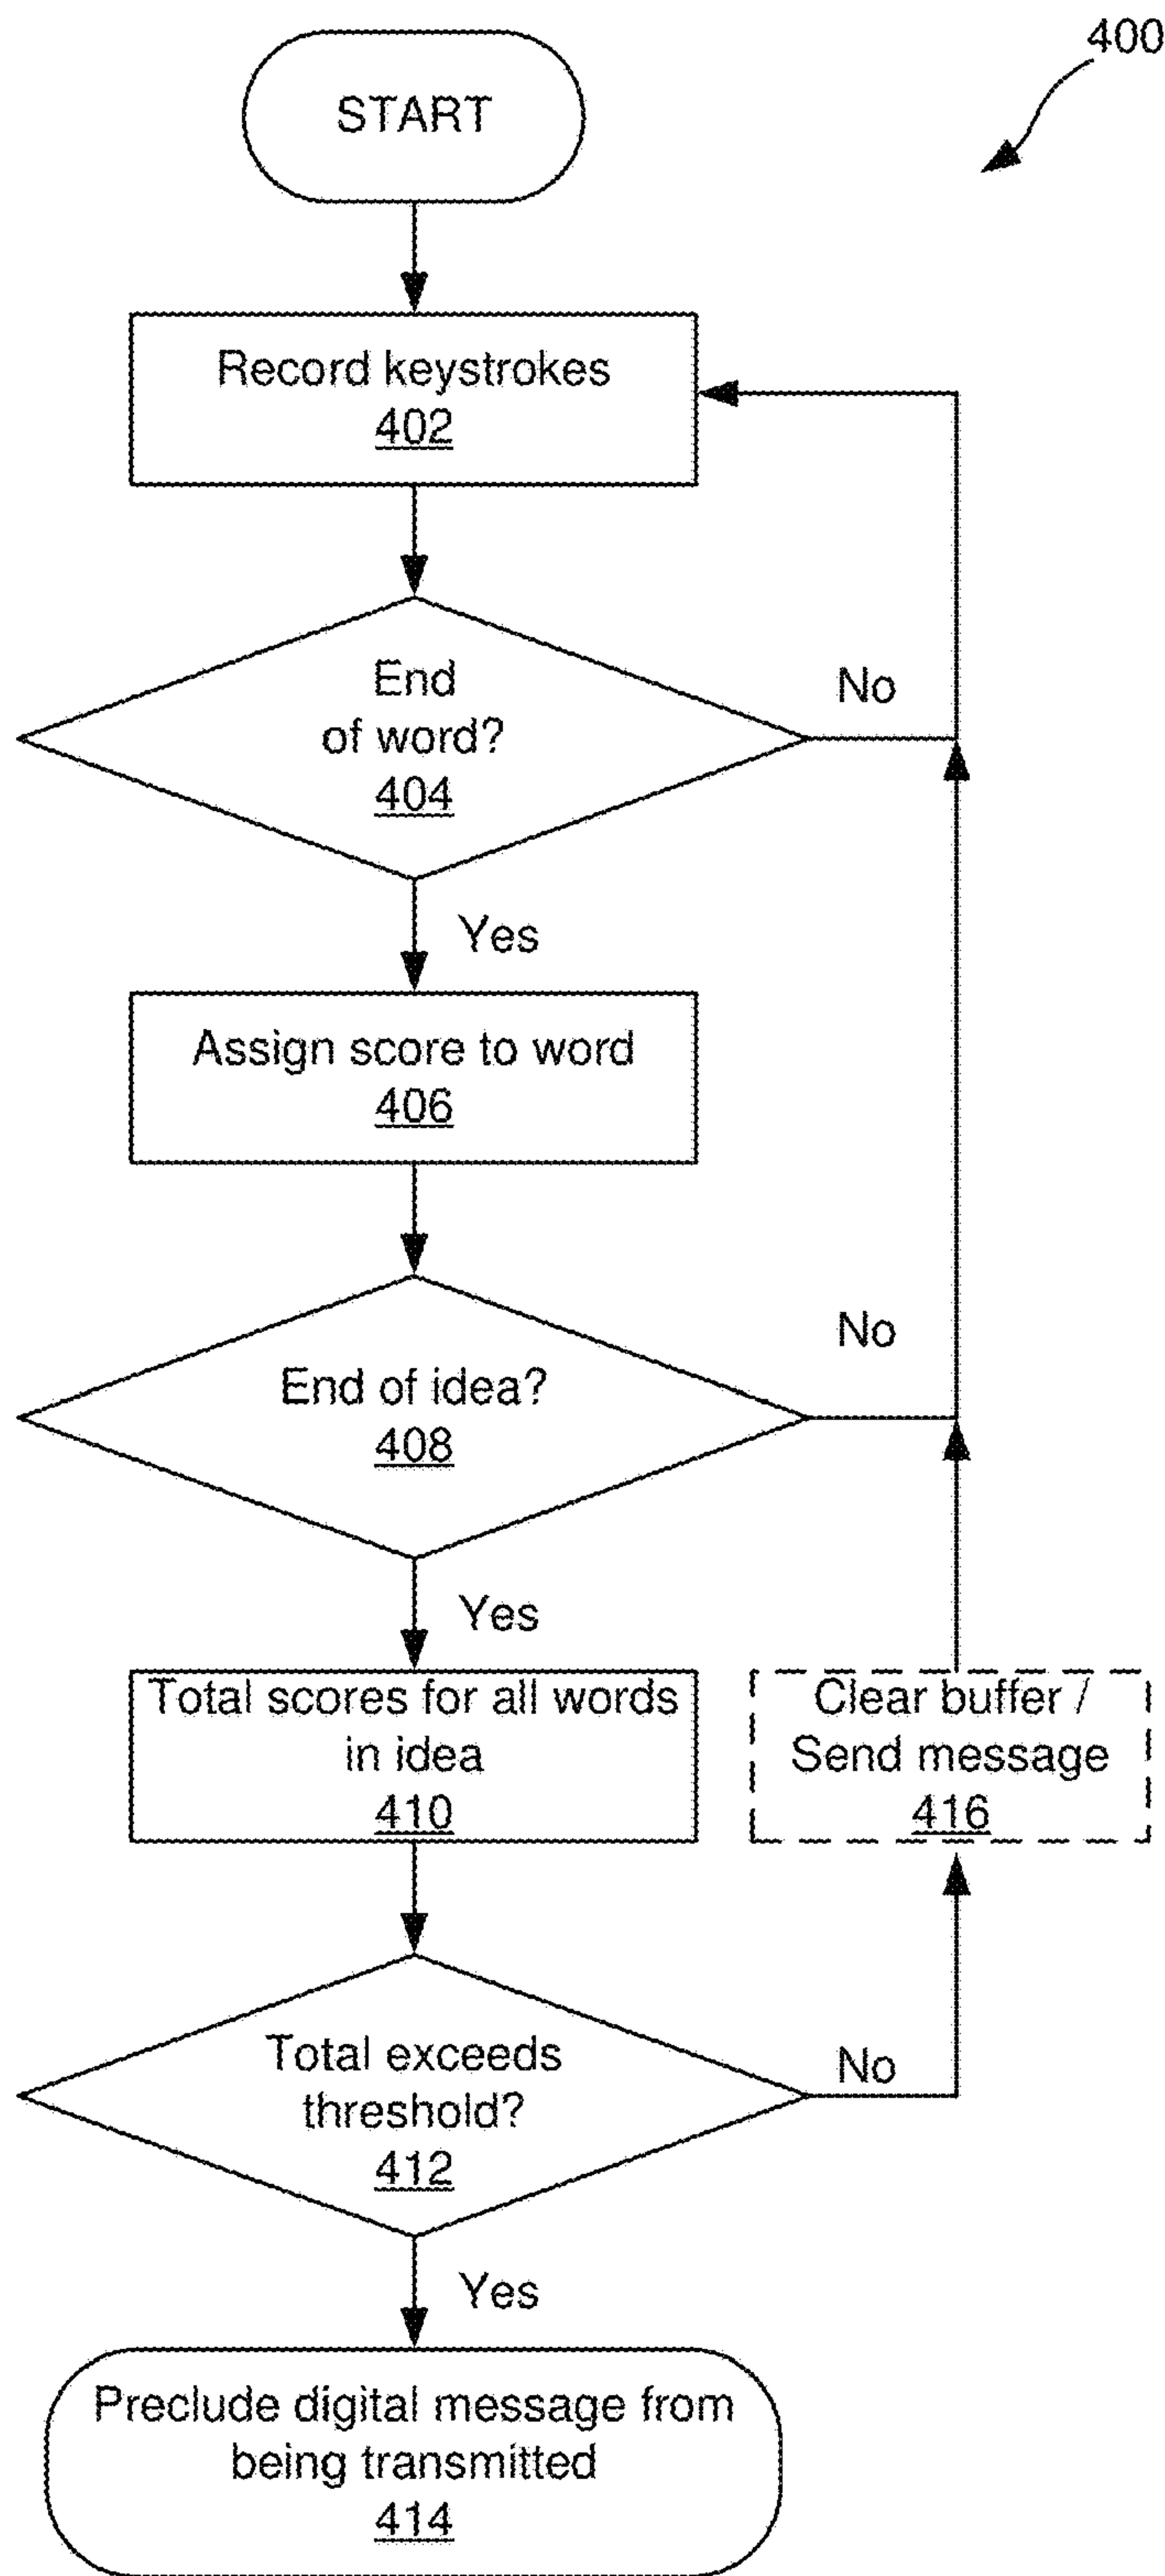 400
START
Record keystrokes
402
End
of word?
404
No
Yes
Assign score to word
406
End of idea?
408
No
Yes
Total scores for all words
in idea
410
Clear buffer /
Send message
416
Total exceeds
threshold?
412
No
Yes
Preclude digital message from
being transmitted
414